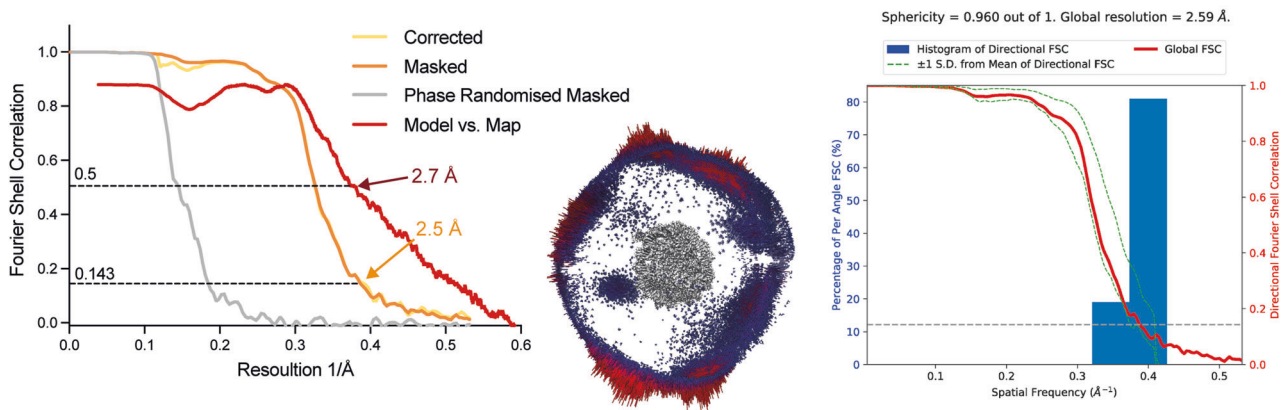 Fourier Shell Correlation
1.0
0.8
0.6
0.4
0.2
0.0
0.5
0.143
Corrected
Masked
Phase Randomised Masked
Model vs. Map
2.7 Å
2.5 Å
0.0 0.1 0.2 0.3 0.4 0.5 0.6
Resoultion 1/Å
Sphericity = 0.960 out of 1. Global resolution = 2.59 Å.
Histogram of Directional FSC
±1 S.D. from Mean of Directional FSC
Global FSC
Percentage of Per Angle FSC (%)
80
70
60
50
40
30
20
10
0
1.0
0.8
0.6
0.4
0.2
0.0
Directional Fourier Shell Correlation
0.1 0.2 0.3 0.4 0.5
Spatial Frequency (Å⁻¹)